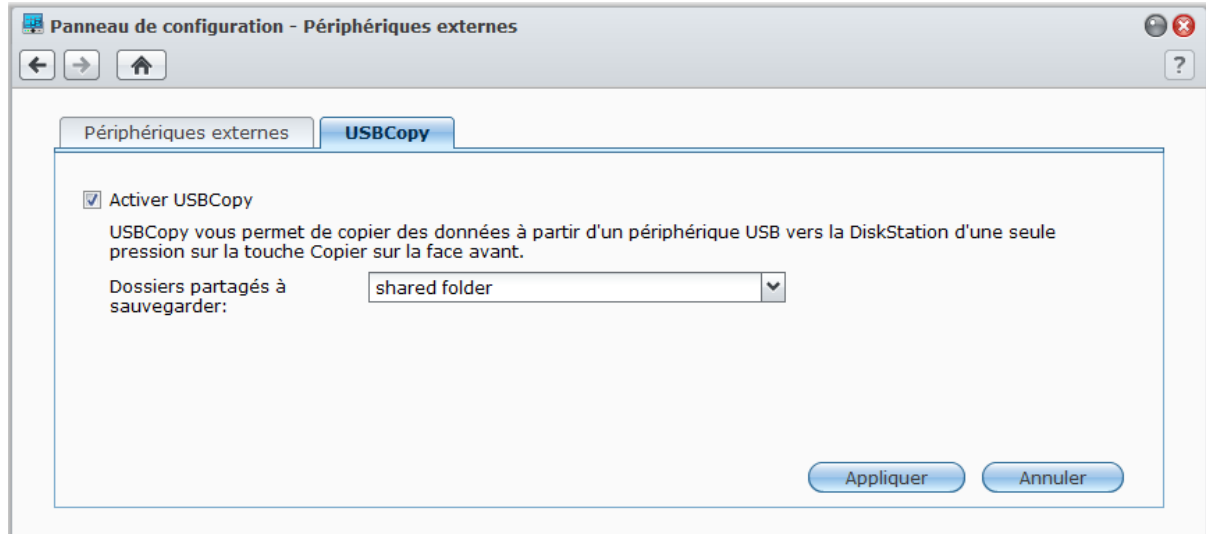 Panneau de configuration - Périphériques externes
?
Périphériques externes
USBCopy
Activer USBCopy
USBCopy vous permet de copier des données à partir d'un périphérique USB vers la DiskStation d'une seule
pression sur la touche Copier sur la face avant.
Dossiers partagés à
sauvegarder:
shared folder
Appliquer
Annuler